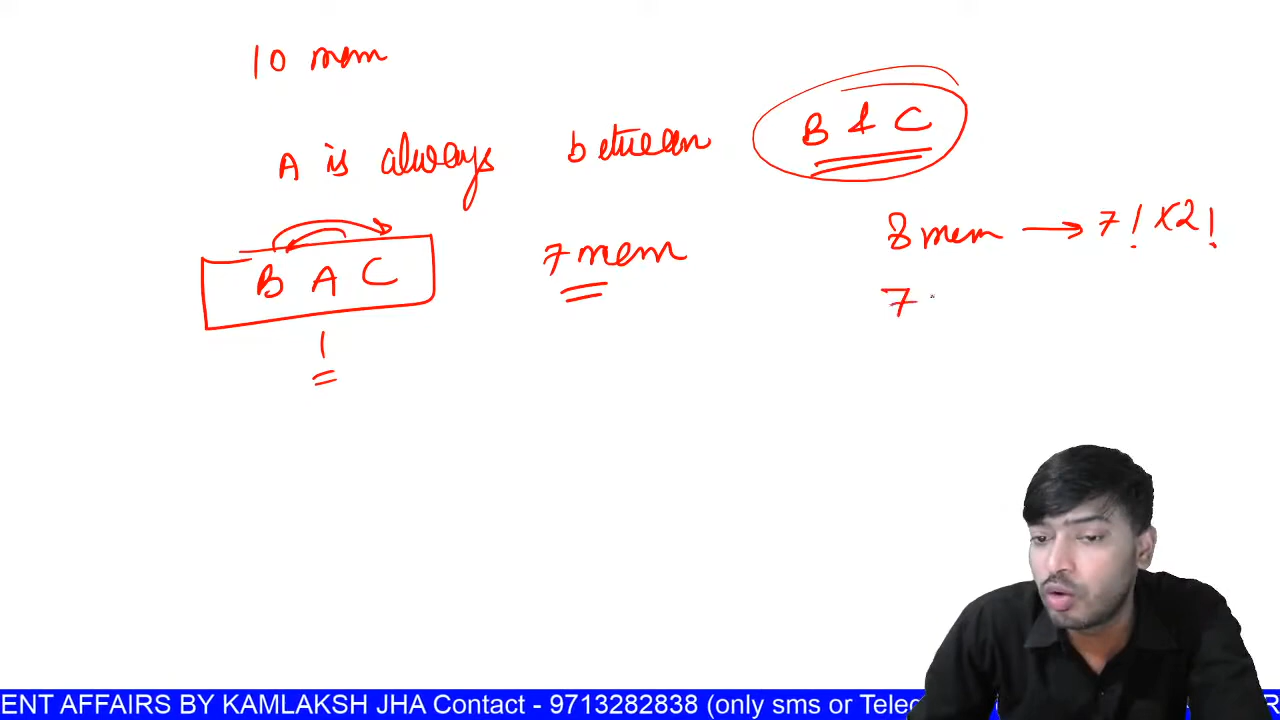 10 mem
A is always between B & C
B A C 7 mem 8 mem → 7! × 2!
7
1
ENT AFFAIRS BY KAMLAKSH JHA Contact - 9713282838 (only sms or Telec